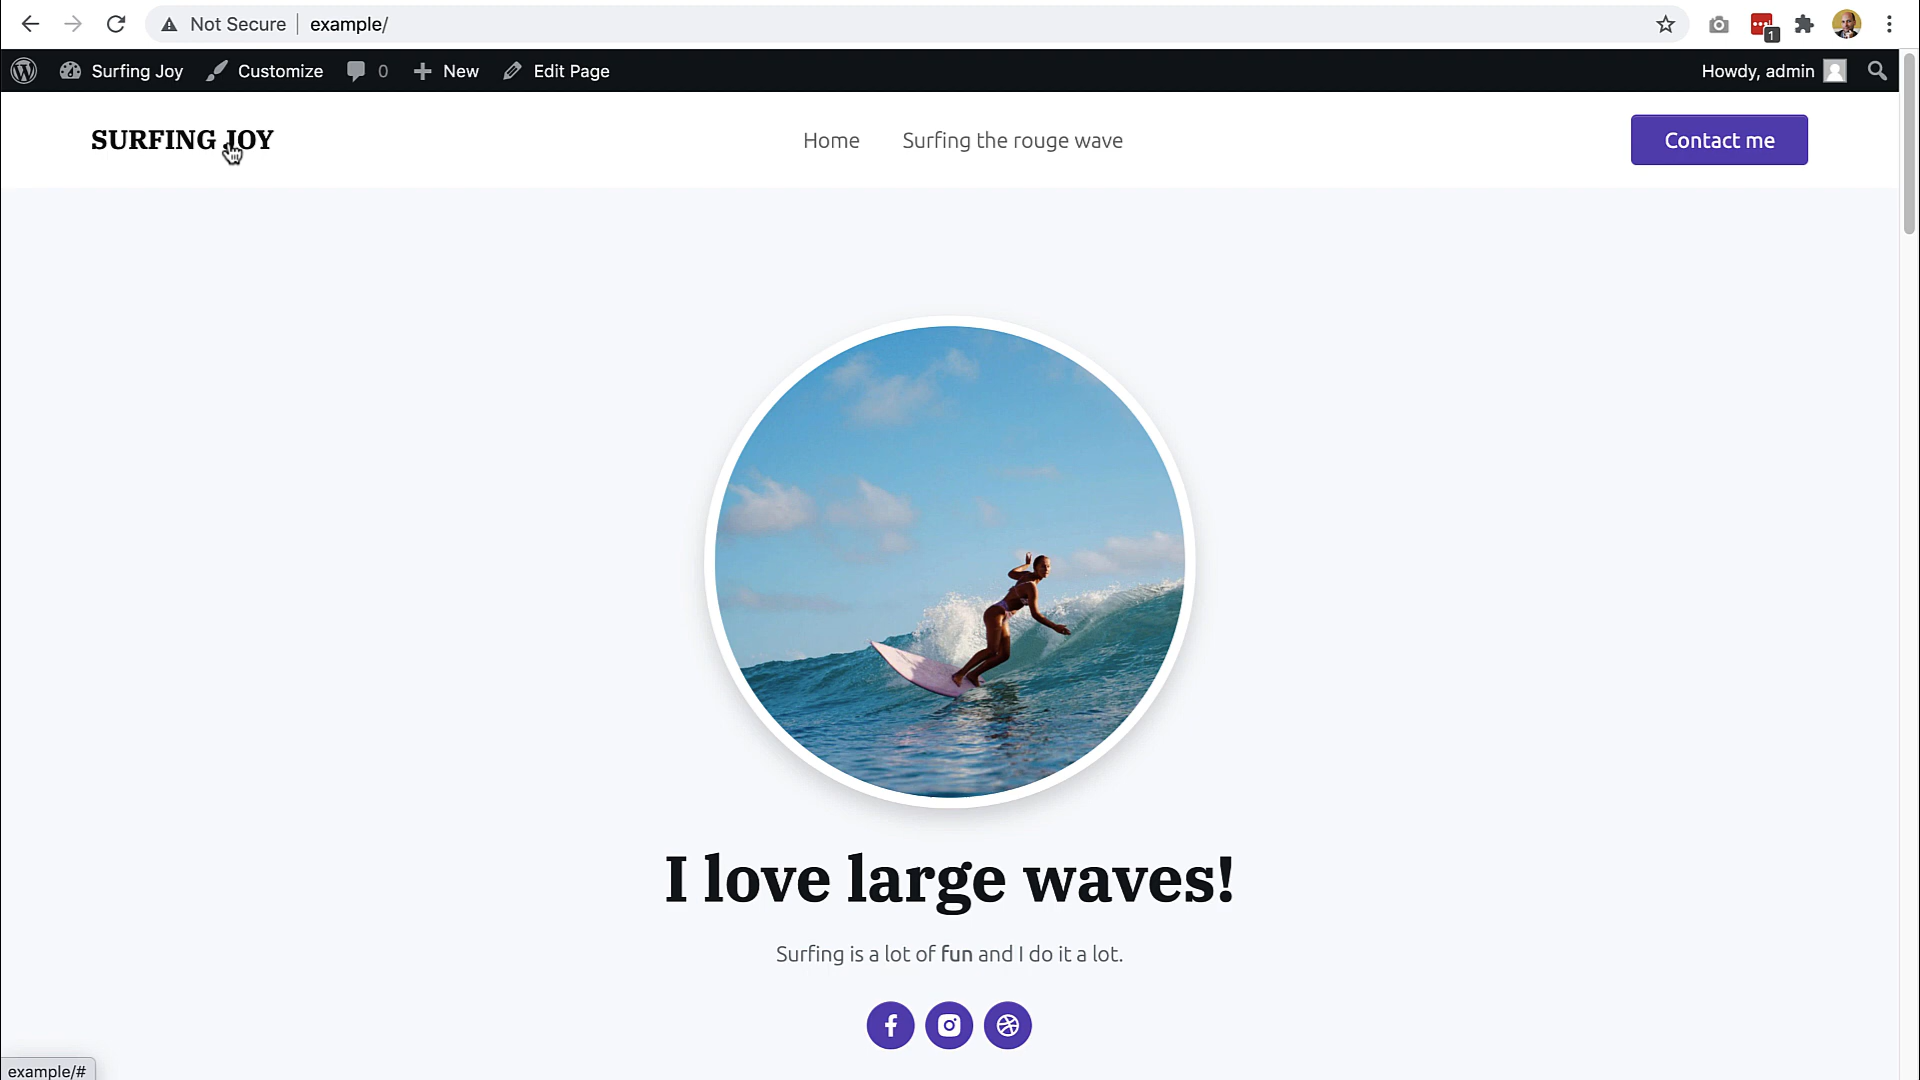 Not Secure example/
1
Surfing Joy Customize 0 New Edit Page Howdy, admin
SURFING JOY Home Surfing the rouge wave Contact me
I love large waves!
Surfing is a lot of fun and I do it a lot.
example/#